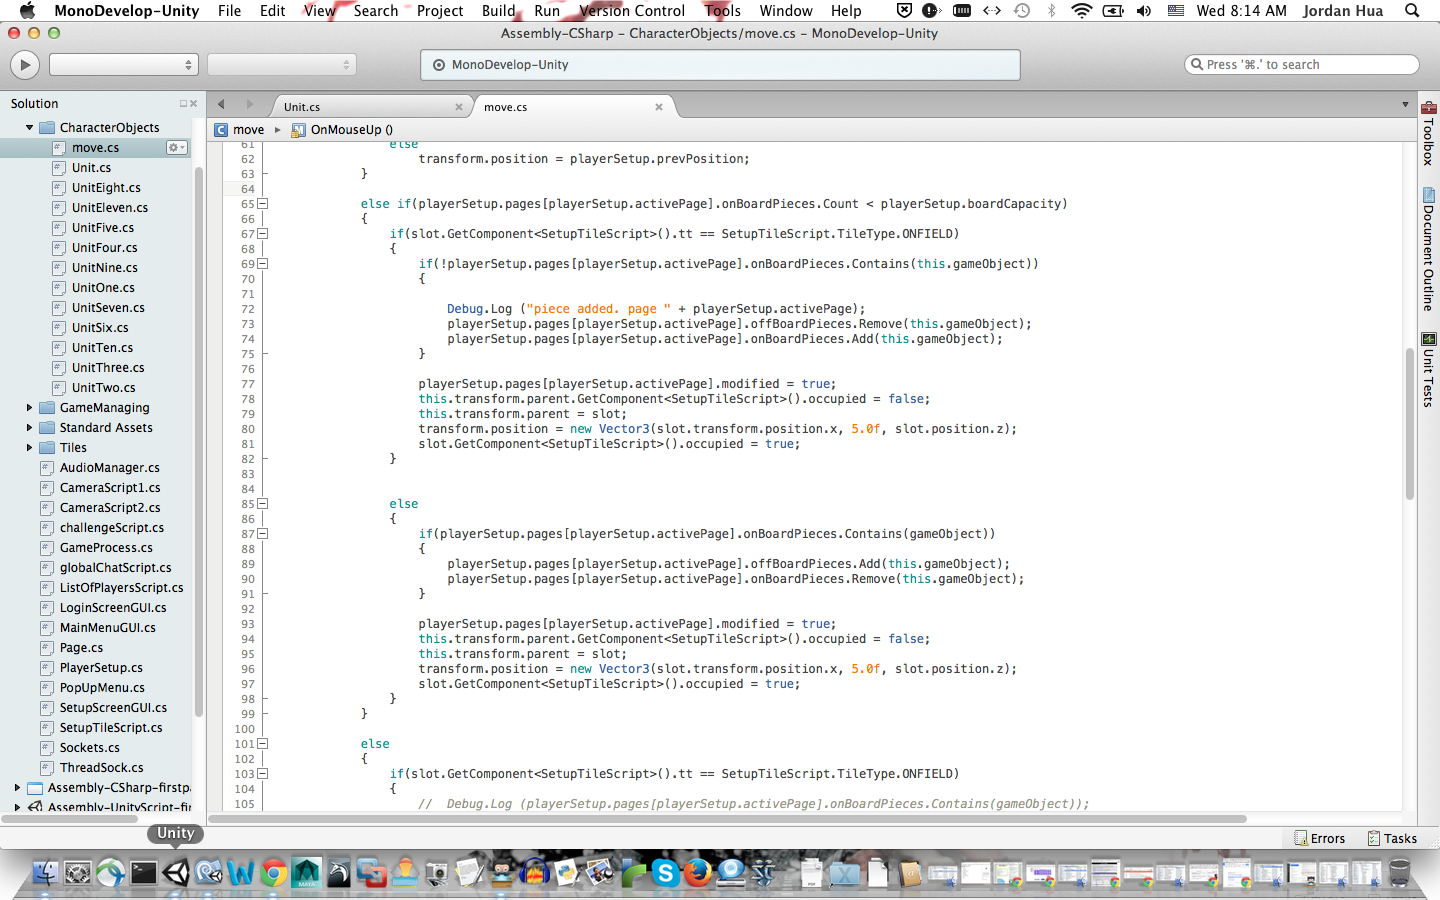 MonoDevelop-Unity File Edit View Search Project Build Run Version Control Tools Window Help Wed 8:14 AM Jordan Hua
Assembly-CSharp – CharacterObjects/move.cs – MonoDevelop-Unity
MonoDevelop-Unity
Press '⌘.' to search
Solution
CharacterObjects
move.cs
Unit.cs
UnitEight.cs
UnitEleven.cs
UnitFive.cs
UnitFour.cs
UnitNine.cs
UnitOne.cs
UnitSeven.cs
UnitSix.cs
UnitTen.cs
UnitThree.cs
UnitTwo.cs
GameManaging
Standard Assets
Tiles
AudioManager.cs
CameraScript1.cs
CameraScript2.cs
challengeScript.cs
GameProcess.cs
globalChatScript.cs
ListOfPlayersScript.cs
LoginScreenGUI.cs
MainMenuGUI.cs
Page.cs
PlayerSetup.cs
PopUpMenu.cs
SetupScreenGUI.cs
SetupTileScript.cs
Sockets.cs
ThreadSock.cs
Assembly-CSharp-firstpa
Assembly-UnityScript-fir
Unit.cs
move.cs
move ▸ OnMouseUp ()
61 else
62 transform.position = playerSetup.prevPosition;
63 }
64
65 else if(playerSetup.pages[playerSetup.activePage].onBoardPieces.Count < playerSetup.boardCapacity)
66 {
67 if(slot.GetComponent<SetupTileScript>().tt == SetupTileScript.TileType.ONFIELD)
68 {
69 if(!playerSetup.pages[playerSetup.activePage].onBoardPieces.Contains(this.gameObject))
70 {
71
72 Debug.Log ("piece added. page " + playerSetup.activePage);
73 playerSetup.pages[playerSetup.activePage].offBoardPieces.Remove(this.gameObject);
74 playerSetup.pages[playerSetup.activePage].onBoardPieces.Add(this.gameObject);
75 }
76
77 playerSetup.pages[playerSetup.activePage].modified = true;
78 this.transform.parent.GetComponent<SetupTileScript>().occupied = false;
79 this.transform.parent = slot;
80 transform.position = new Vector3(slot.transform.position.x, 5.0f, slot.position.z);
81 slot.GetComponent<SetupTileScript>().occupied = true;
82 }
83
84
85 else
86 {
87 if(playerSetup.pages[playerSetup.activePage].onBoardPieces.Contains(gameObject))
88 {
89 playerSetup.pages[playerSetup.activePage].offBoardPieces.Add(this.gameObject);
90 playerSetup.pages[playerSetup.activePage].onBoardPieces.Remove(this.gameObject);
91 }
92
93 playerSetup.pages[playerSetup.activePage].modified = true;
94 this.transform.parent.GetComponent<SetupTileScript>().occupied = false;
95 this.transform.parent = slot;
96 transform.position = new Vector3(slot.transform.position.x, 5.0f, slot.position.z);
97 slot.GetComponent<SetupTileScript>().occupied = true;
98 }
99 }
100
101 else
102 {
103 if(slot.GetComponent<SetupTileScript>().tt == SetupTileScript.TileType.ONFIELD)
104 {
105 // Debug.Log (playerSetup.pages[playerSetup.activePage].onBoardPieces.Contains(gameObject));
Toolbox
Document Outline
Unit Tests
Errors Tasks
Unity
MAYA
PDF